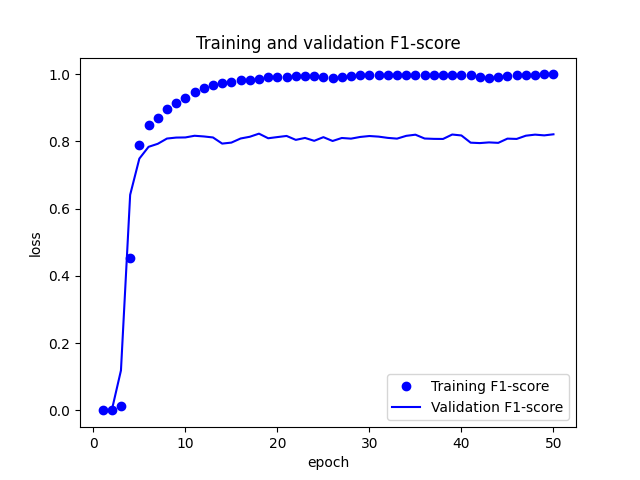 Training and validation F1-score
1.0
0.8
0.6
0.4
0.2
0.0
loss
0 10 20 30 40 50
epoch
Training F1-score
Validation F1-score